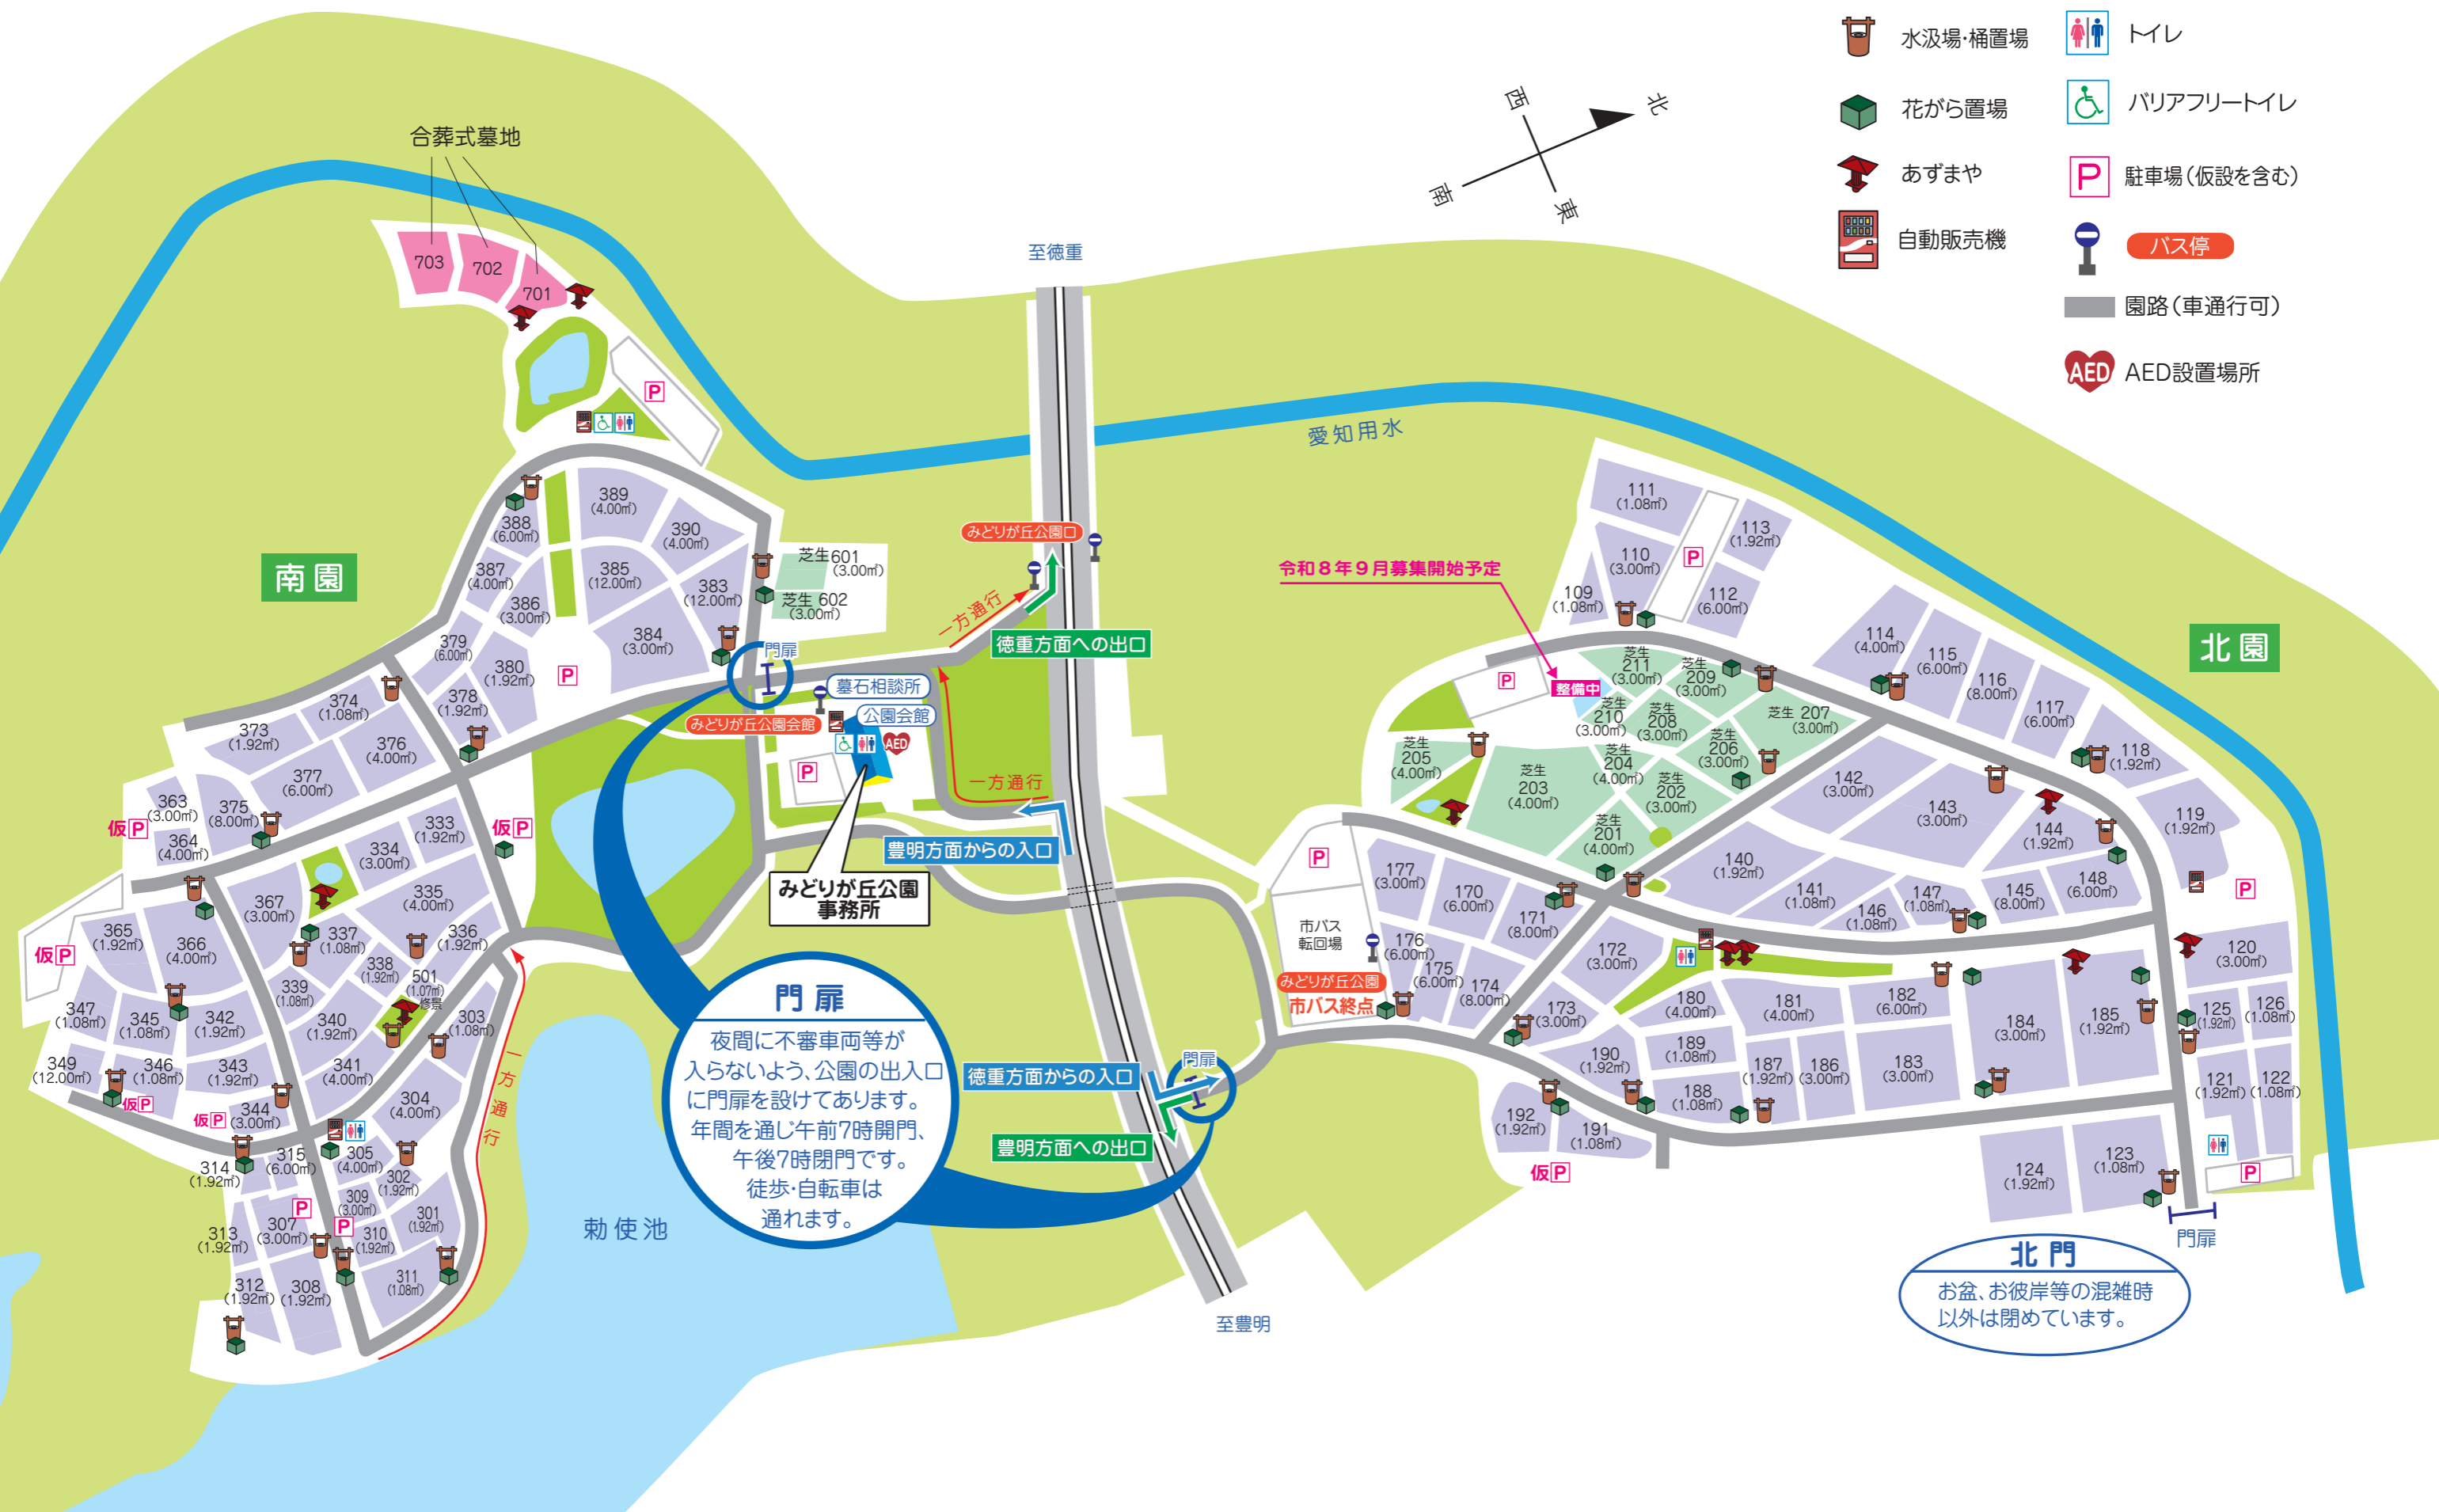 水汲場・桶置場
トイレ
花がら置場
バリアフリートイレ
あずまや
P
駐車場(仮設を含む)
自動販売機
バス停
園路(車通行可)
AED
AED設置場所
西
北
南
東
合葬式墓地
703
702
701
P
至徳重
愛知用水
南園
389
(4.00㎡)
388
(6.00㎡)
390
(4.00㎡)
387
(4.00㎡)
385
(12.00㎡)
383
(12.00㎡)
386
(3.00㎡)
384
(3.00㎡)
379
(6.00㎡)
380
(1.92㎡)
378
(1.92㎡)
P
芝生601
(3.00㎡)
芝生 602
(3.00㎡)
門扉
みどりが丘公園口
一方通行
徳重方面への出口
墓石相談所
公園会館
みどりが丘公園会館
AED
P
一方通行
豊明方面からの入口
みどりが丘公園
事務所
374
(1.08㎡)
373
(1.92㎡)
376
(4.00㎡)
377
(6.00㎡)
363
(3.00㎡)
375
(8.00㎡)
仮P
364
(4.00㎡)
333
(1.92㎡)
仮P
334
(3.00㎡)
335
(4.00㎡)
367
(3.00㎡)
365
(1.92㎡)
366
(4.00㎡)
仮P
337
(1.08㎡)
336
(1.92㎡)
338
(1.92㎡)
501
(1.07㎡)
修景
339
(1.08㎡)
347
(1.08㎡)
345
(1.08㎡)
342
(1.92㎡)
340
(1.92㎡)
303
(1.08㎡)
349
(12.00㎡)
346
(1.08㎡)
343
(1.92㎡)
341
(4.00㎡)
仮P
仮P
344
(3.00㎡)
304
(4.00㎡)
一方通行
314
(1.92㎡)
315
(6.00㎡)
305
(4.00㎡)
302
(1.92㎡)
309
(3.00㎡)
P
P
301
(1.92㎡)
313
(1.92㎡)
307
(3.00㎡)
310
(1.92㎡)
312
(1.92㎡)
308
(1.92㎡)
311
(1.08㎡)
勅使池
門扉
夜間に不審車両等が
入らないよう、公園の出入口
に門扉を設けてあります。
年間を通じ午前7時開門、
午後7時閉門です。
徒歩・自転車は
通れます。
徳重方面からの入口
豊明方面への出口
門扉
至豊明
北園
令和8年9月募集開始予定
整備中
111
(1.08㎡)
113
(1.92㎡)
110
(3.00㎡)
P
109
(1.08㎡)
112
(6.00㎡)
114
(4.00㎡)
115
(6.00㎡)
116
(8.00㎡)
117
(6.00㎡)
118
(1.92㎡)
119
(1.92㎡)
P
芝生
211
(3.00㎡)
芝生
209
(3.00㎡)
芝生
210
(3.00㎡)
芝生
208
(3.00㎡)
芝生 207
(3.00㎡)
芝生
205
(4.00㎡)
芝生
206
(3.00㎡)
芝生
204
(4.00㎡)
芝生
203
(4.00㎡)
芝生
202
(3.00㎡)
芝生
201
(4.00㎡)
142
(3.00㎡)
143
(3.00㎡)
144
(1.92㎡)
140
(1.92㎡)
141
(1.08㎡)
146
(1.08㎡)
147
(1.08㎡)
145
(8.00㎡)
148
(6.00㎡)
P
P
市バス
転回場
みどりが丘公園
市バス終点
177
(3.00㎡)
170
(6.00㎡)
171
(8.00㎡)
176
(6.00㎡)
175
(6.00㎡)
174
(8.00㎡)
172
(3.00㎡)
173
(3.00㎡)
180
(4.00㎡)
181
(4.00㎡)
182
(6.00㎡)
184
(3.00㎡)
185
(1.92㎡)
120
(3.00㎡)
125
(1.92㎡)
126
(1.08㎡)
190
(1.92㎡)
189
(1.08㎡)
187
(1.92㎡)
186
(3.00㎡)
183
(3.00㎡)
188
(1.08㎡)
121
(1.92㎡)
122
(1.08㎡)
192
(1.92㎡)
191
(1.08㎡)
仮P
124
(1.92㎡)
123
(1.08㎡)
P
門扉
北門
お盆、お彼岸等の混雑時
以外は閉めています。